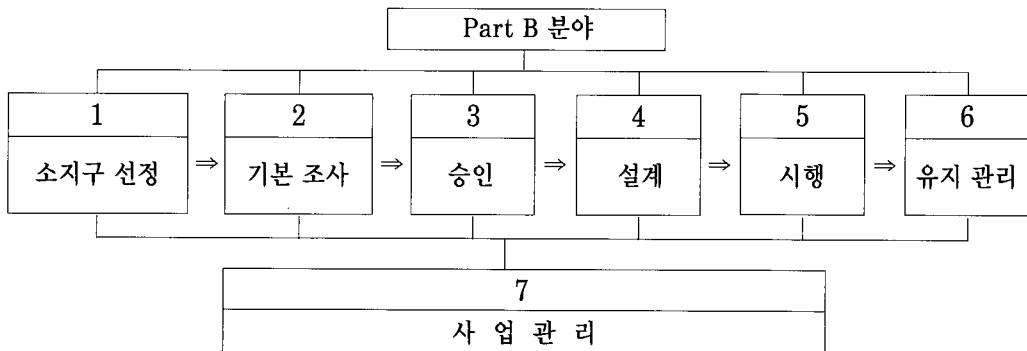 Part B 분야
1 2 3 4 5 6
소지구 선정 ⇒ 기본 조사 ⇒ 승인 ⇒ 설계 ⇒ 시행 ⇒ 유지 관리
7
사 업 관 리